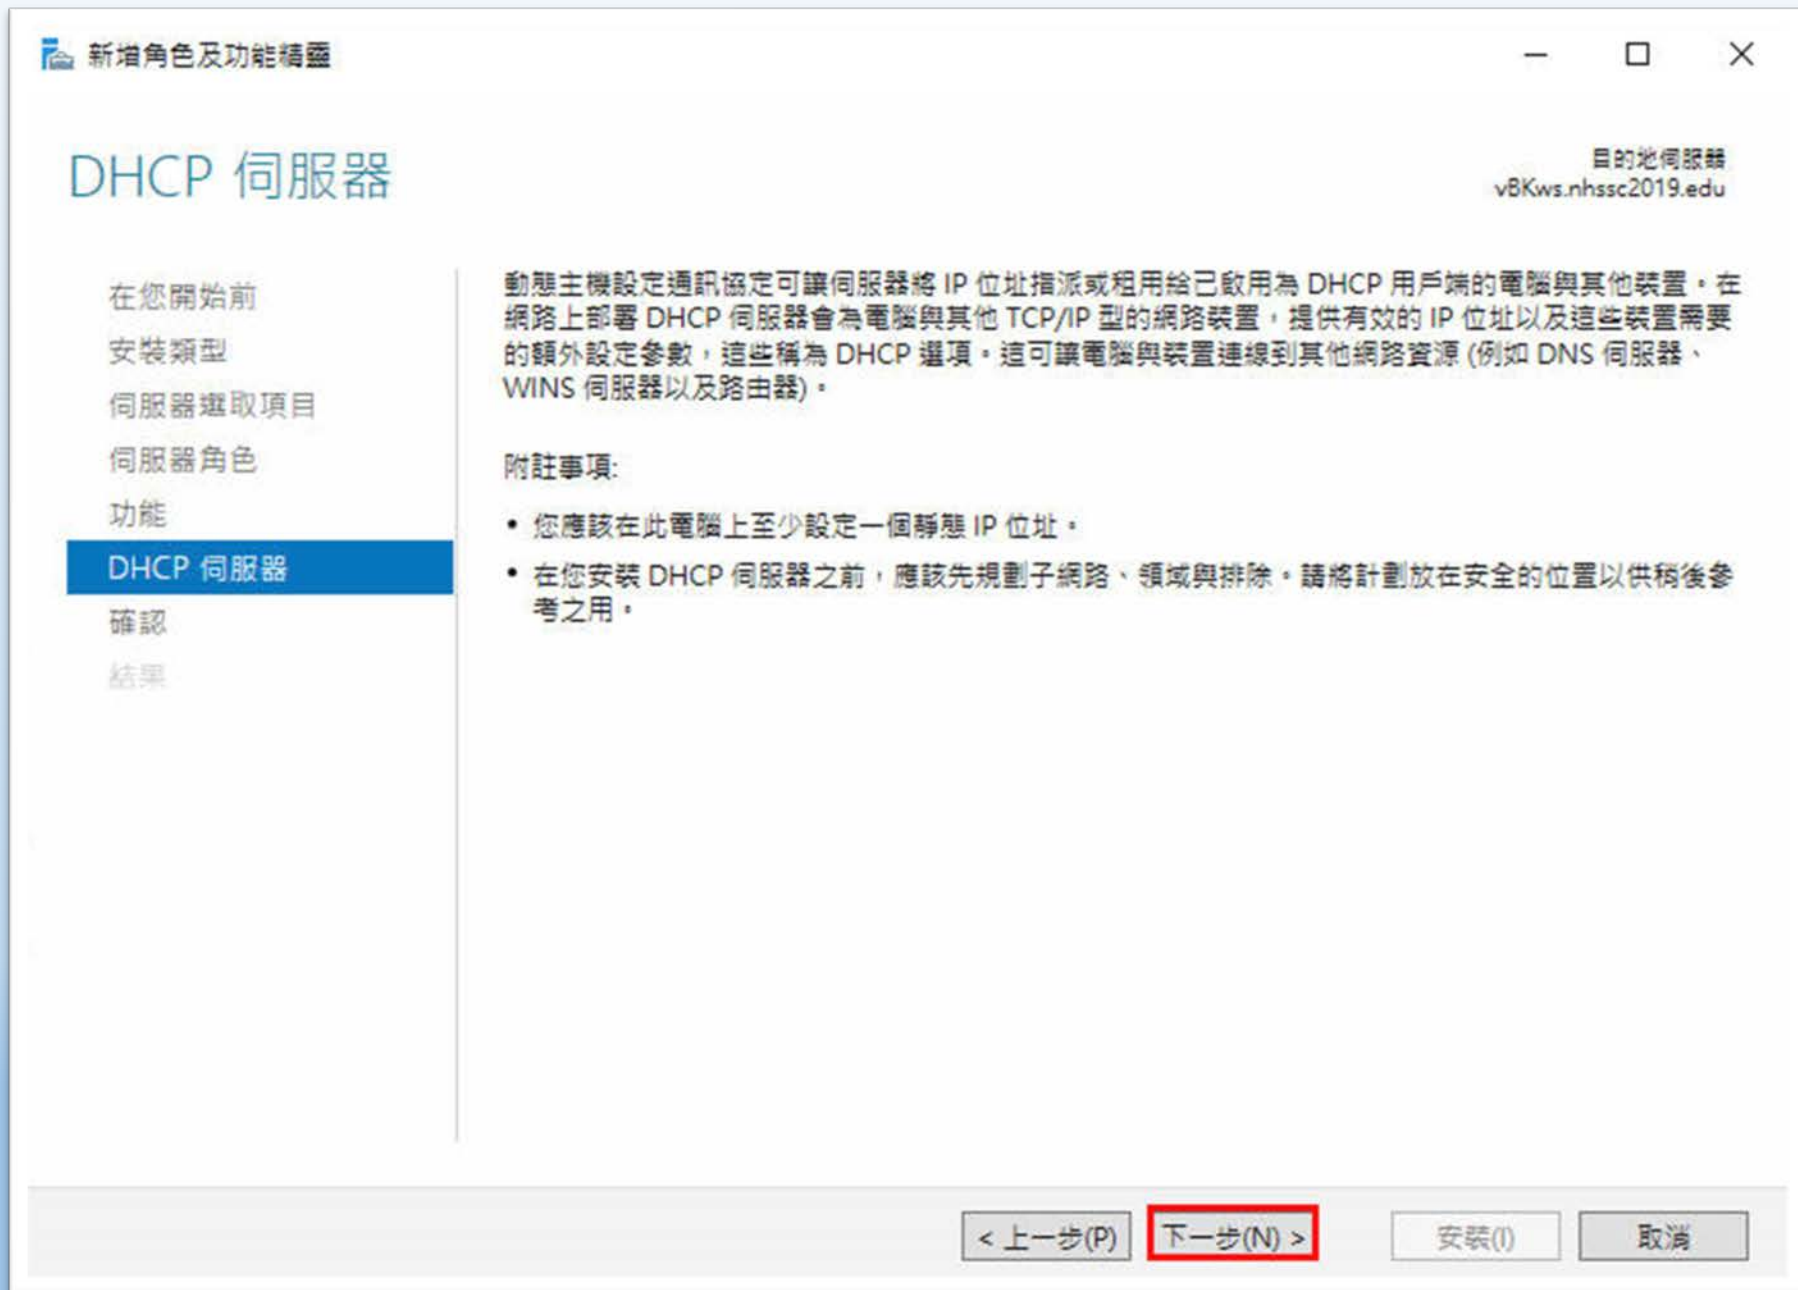 新增角色及功能精靈
DHCP 伺服器
目的地伺服器
vBKws.nhssc2019.edu
在您開始前
安裝類型
伺服器選取項目
伺服器角色
功能
DHCP 伺服器
確認
結果
動態主機設定通訊協定可讓伺服器將 IP 位址指派或租用給已啟用為 DHCP 用戶端的電腦與其他裝置。在
網路上部署 DHCP 伺服器會為電腦與其他 TCP/IP 型的網路裝置，提供有效的 IP 位址以及這些裝置需要
的額外設定參數，這些稱為 DHCP 選項。這可讓電腦與裝置連線到其他網路資源 (例如 DNS 伺服器、
WINS 伺服器以及路由器)。
附註事項:
• 您應該在此電腦上至少設定一個靜態 IP 位址。
• 在您安裝 DHCP 伺服器之前，應該先規劃子網路、領域與排除。請將計劃放在安全的位置以供稍後參
考之用。
< 上一步(P)
下一步(N) >
安裝(I)
取消